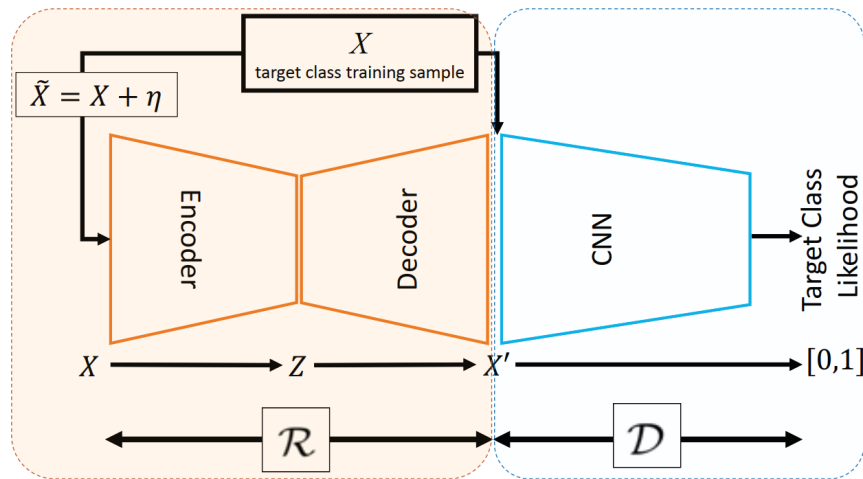 X
target class training sample
X̃ = X + η
Encoder
Decoder
CNN
Target Class
Likelihood
X
Z
X′
[0,1]
ℛ
𝒟